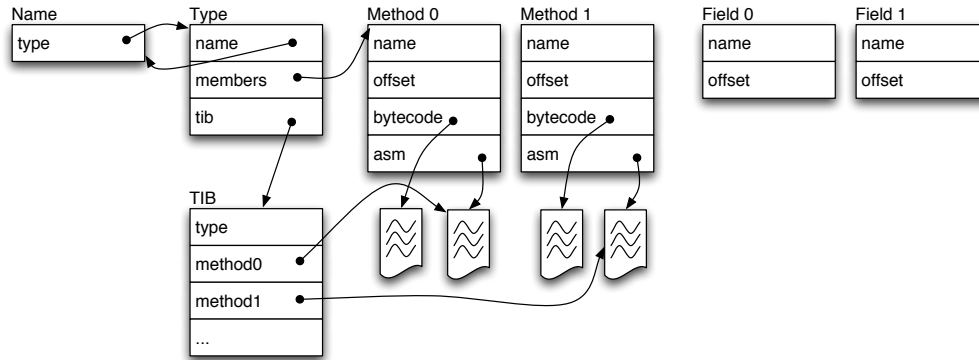 Name
type
Type
name
members
tib
Method 0
name
offset
bytecode
asm
Method 1
name
offset
bytecode
asm
Field 0
name
offset
Field 1
name
offset
TIB
type
method0
method1
...